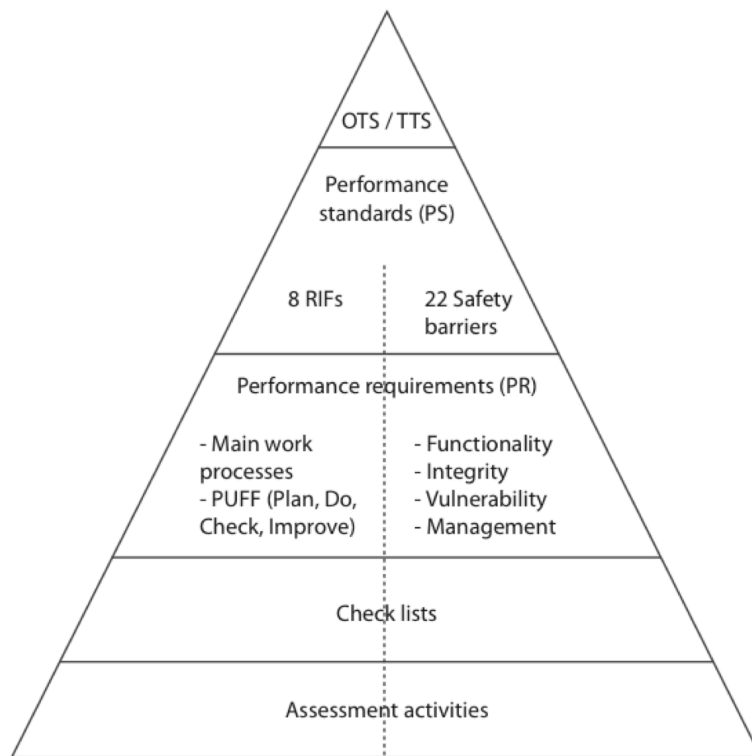 OTS / TTS
Performance
standards (PS)
8 RIFs
22 Safety
barriers
Performance requirements (PR)
- Main work
processes
- PUFF (Plan, Do,
Check, Improve)
- Functionality
- Integrity
- Vulnerability
- Management
Check lists
Assessment activities